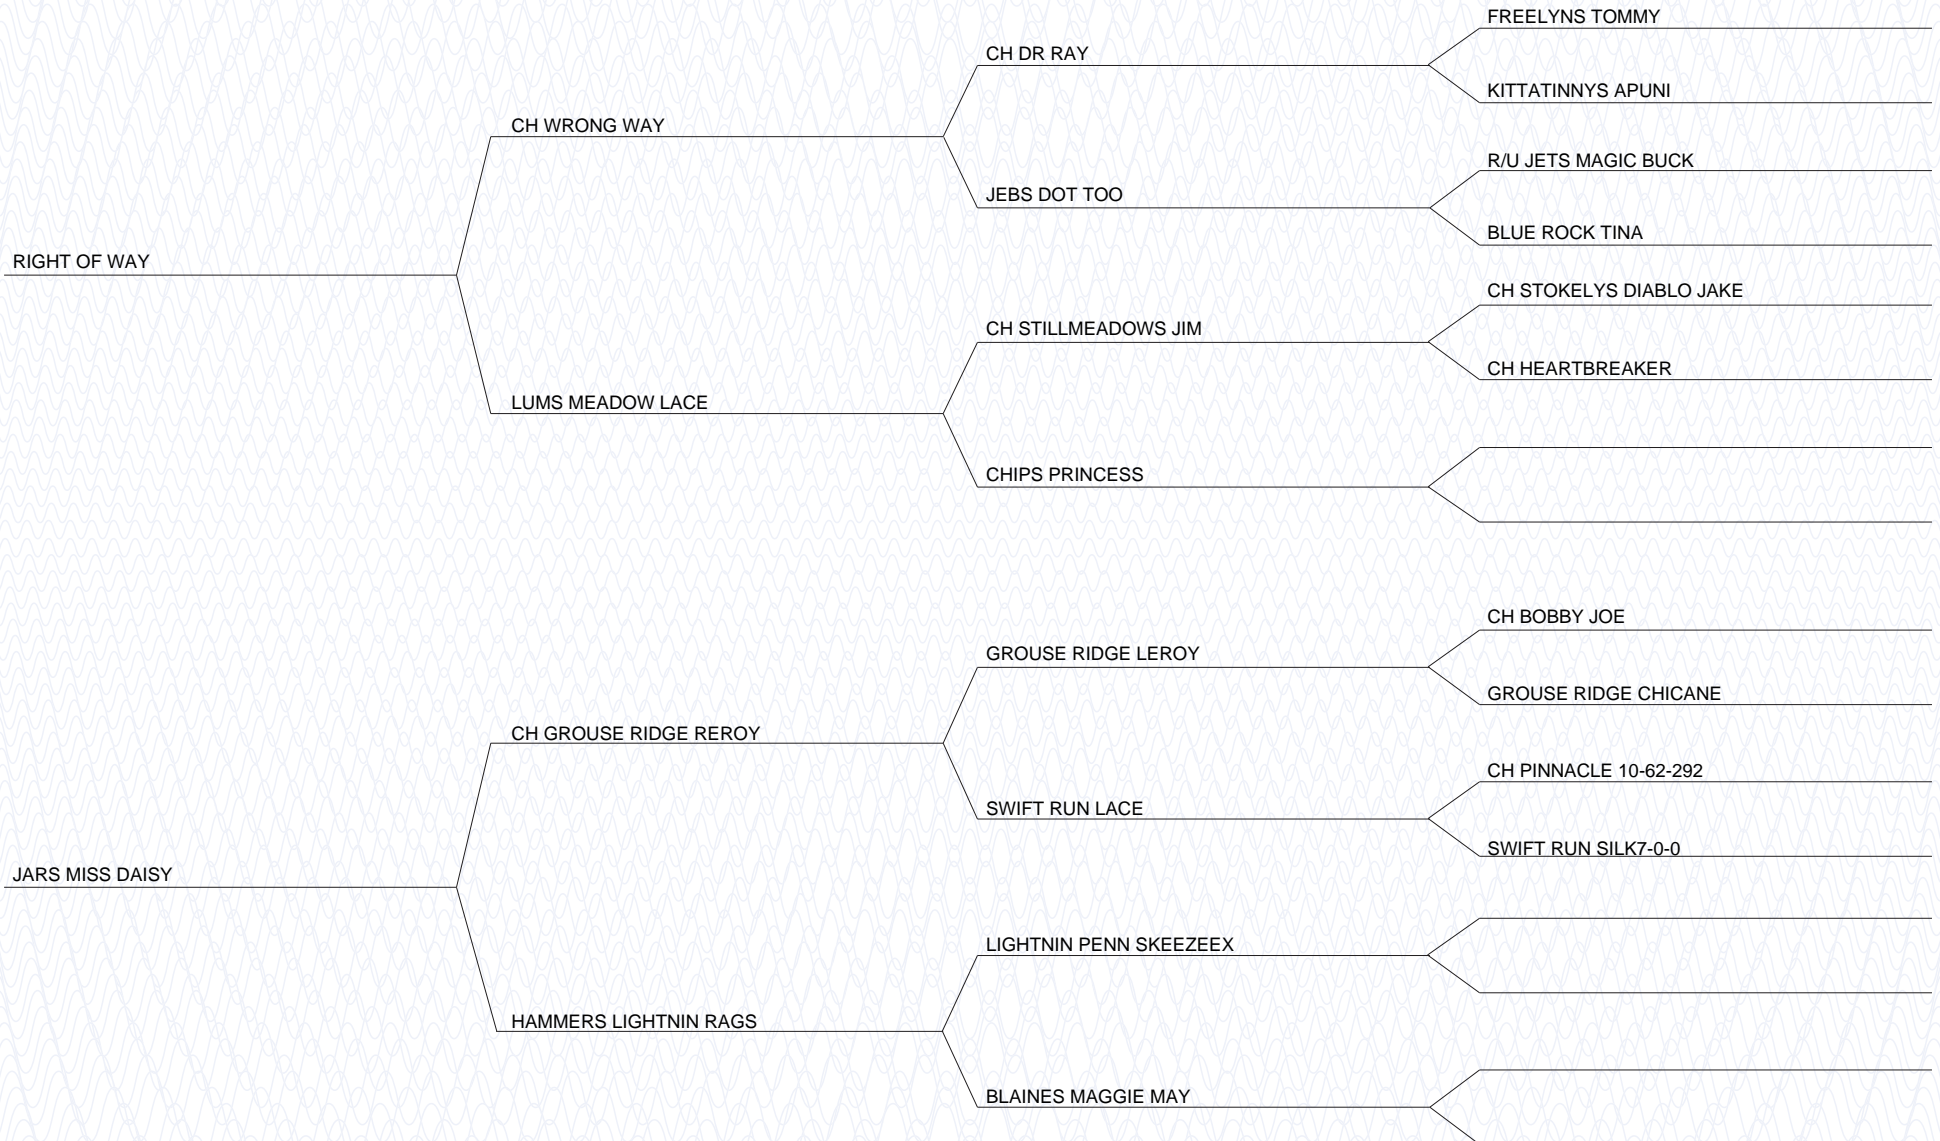 FREELYNS TOMMY
CH DR RAY
KITTATINNYS APUNI
CH WRONG WAY
R/U JETS MAGIC BUCK
JEBS DOT TOO
BLUE ROCK TINA
RIGHT OF WAY
CH STOKELYS DIABLO JAKE
CH STILLMEADOWS JIM
CH HEARTBREAKER
LUMS MEADOW LACE
CHIPS PRINCESS
CH BOBBY JOE
GROUSE RIDGE LEROY
GROUSE RIDGE CHICANE
CH GROUSE RIDGE REROY
CH PINNACLE 10-62-292
SWIFT RUN LACE
SWIFT RUN SILK7-0-0
JARS MISS DAISY
LIGHTNIN PENN SKEEZEEX
HAMMERS LIGHTNIN RAGS
BLAINES MAGGIE MAY